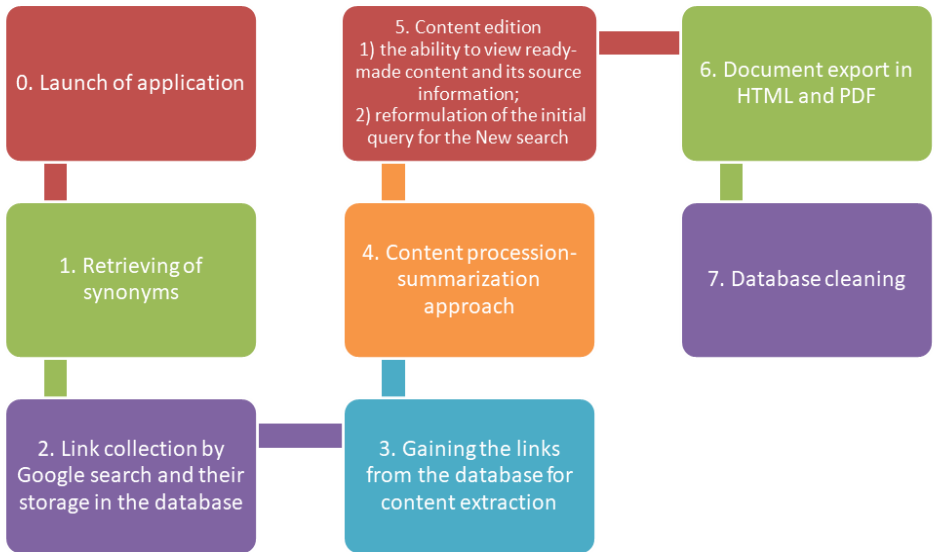 0. Launch of application
1. Retrieving of
synonyms
2. Link collection by
Google search and their
storage in the database
3. Gaining the links
from the database for
content extraction
4. Content procession-
summarization
approach
5. Content edition
1) the ability to view ready-
made content and its source
information;
2) reformulation of the initial
query for the New search
6. Document export in
HTML and PDF
7. Database cleaning